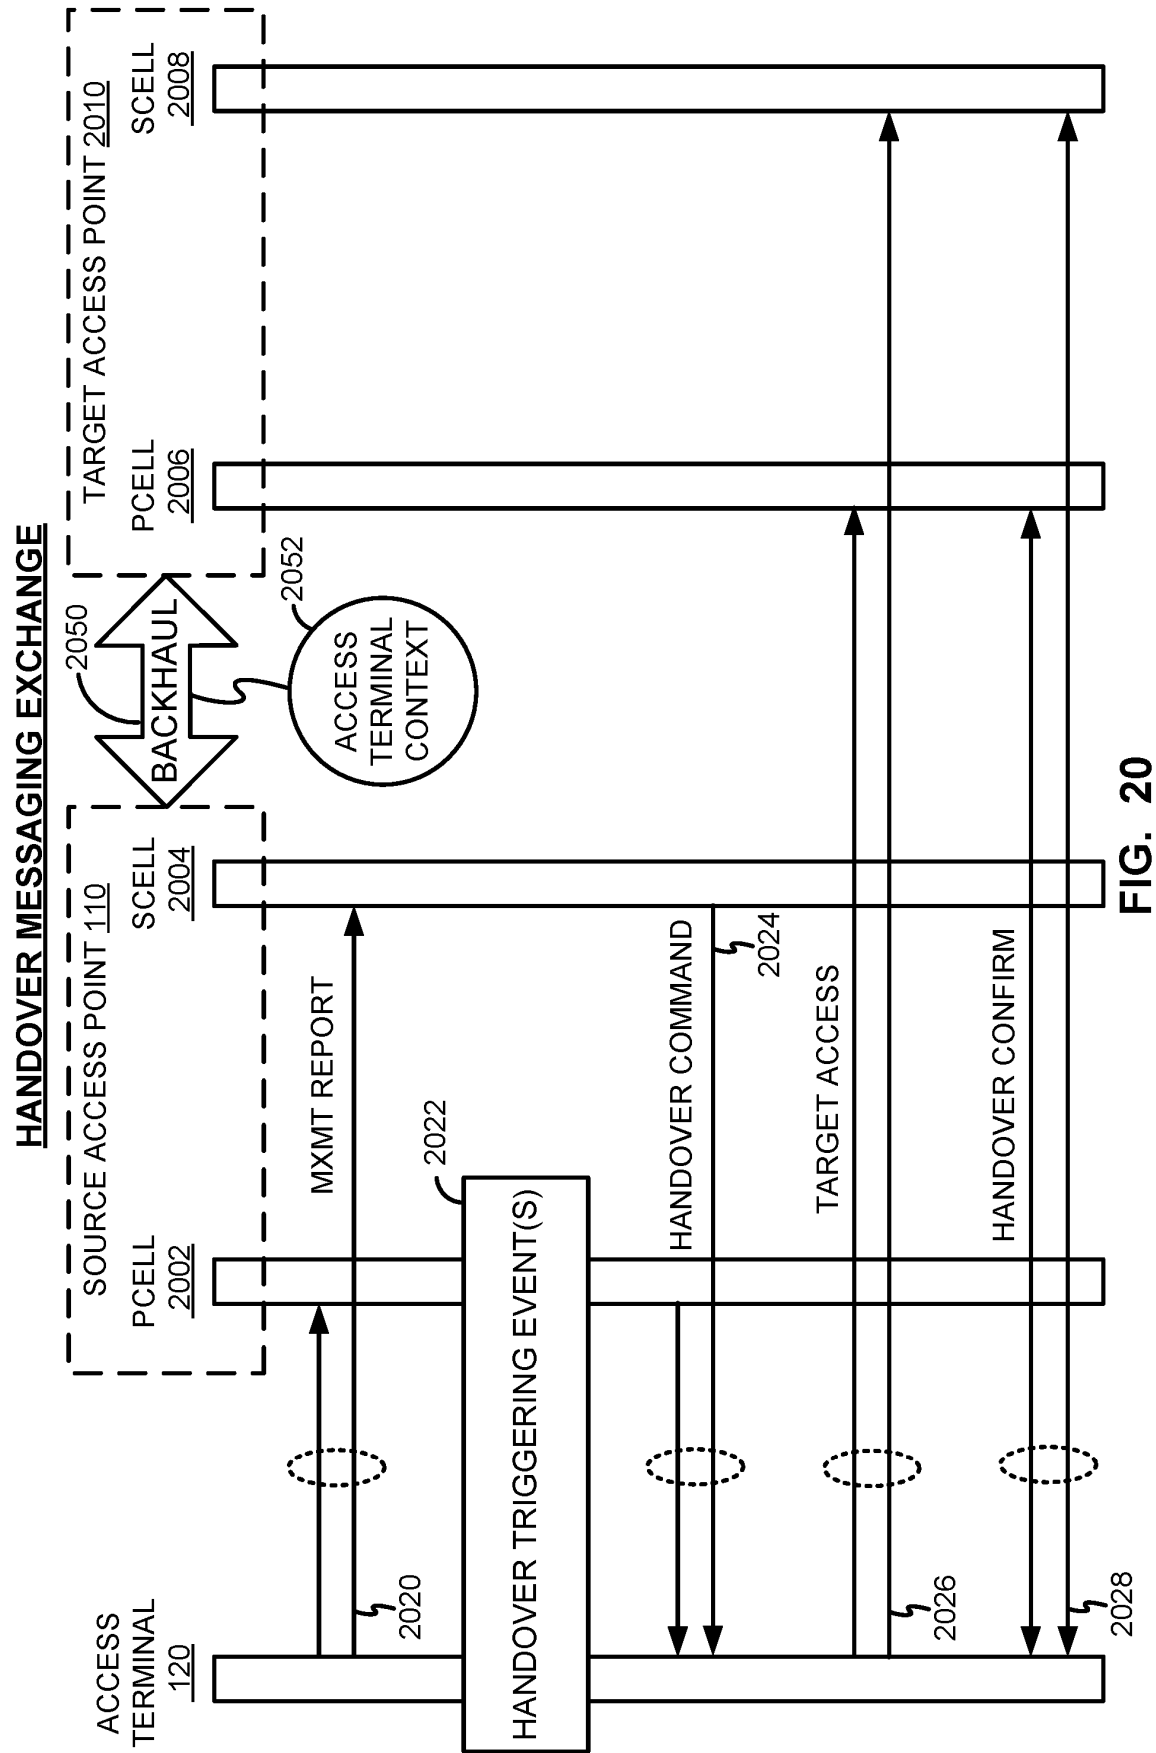 HANDOVER MESSAGING EXCHANGE
ACCESS
TERMINAL
120
SOURCE ACCESS POINT 110
PCELL
2002
SCELL
2004
2050
BACKHAUL
2052
ACCESS
TERMINAL
CONTEXT
TARGET ACCESS POINT 2010
PCELL
2006
SCELL
2008
MXMT REPORT
2020
2022
HANDOVER TRIGGERING EVENT(S)
HANDOVER COMMAND
2024
TARGET ACCESS
2026
HANDOVER CONFIRM
2028
FIG. 20